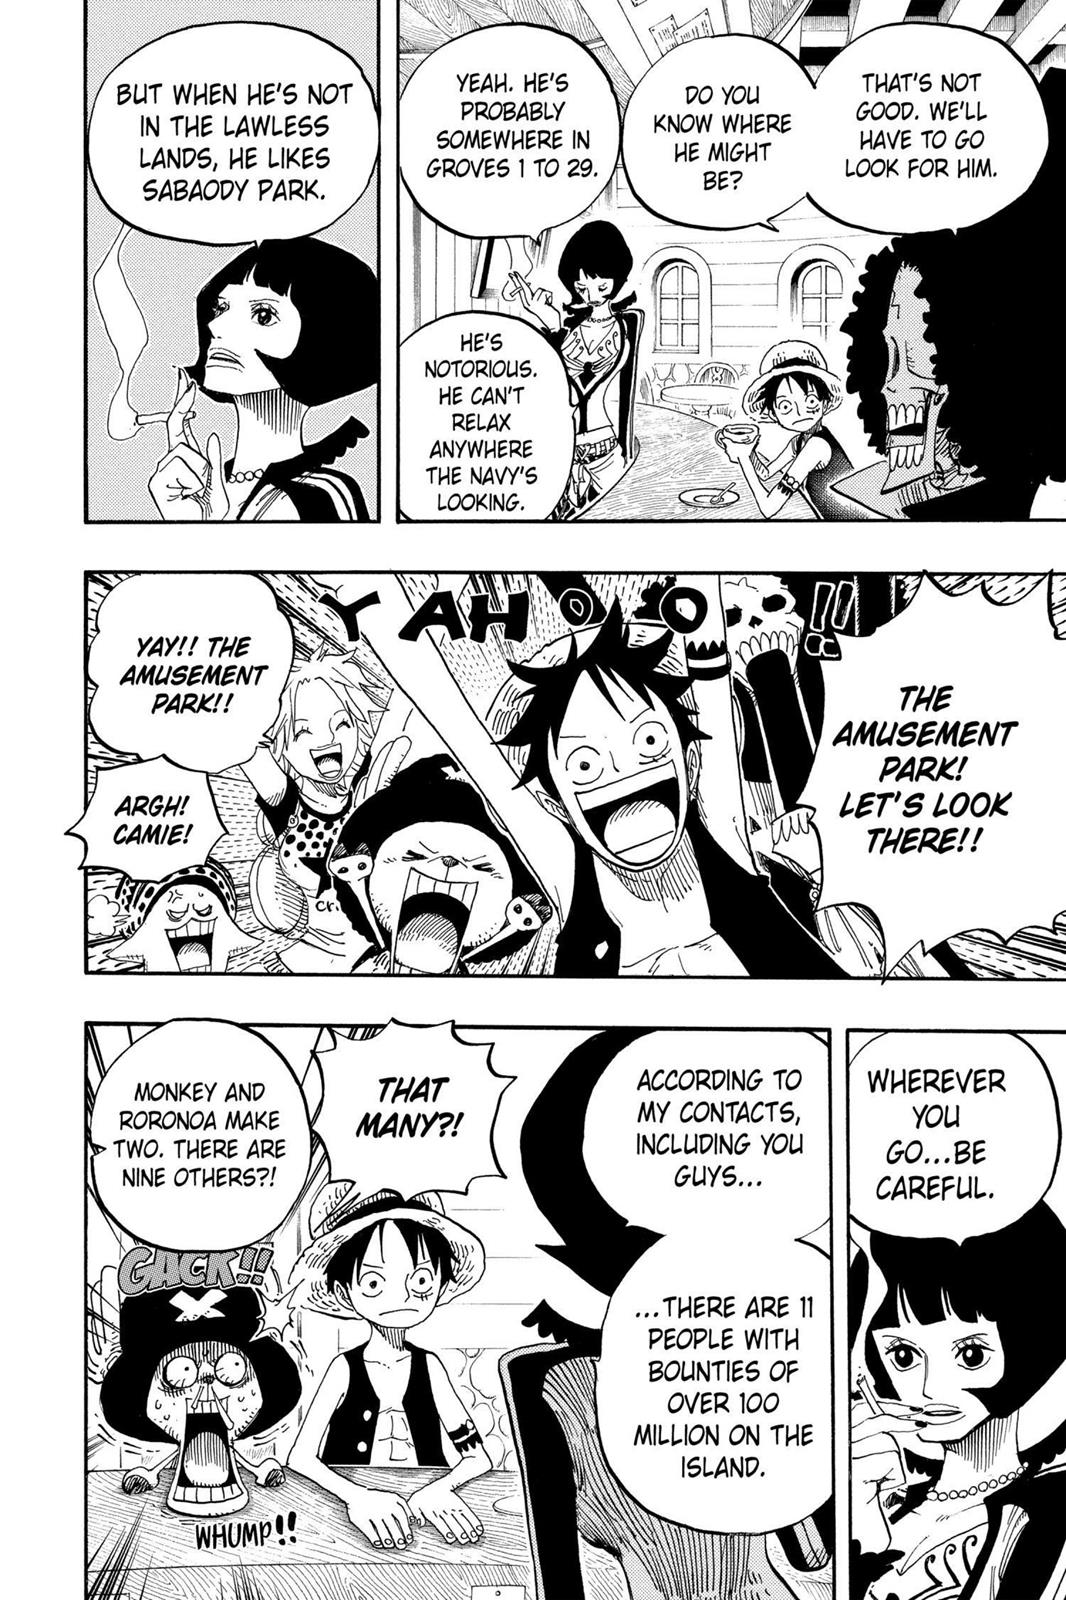 THAT'S NOT
GOOD. WE'LL
HAVE TO GO
LOOK FOR HIM.
DO YOU
KNOW WHERE
HE MIGHT
BE?
YEAH. HE'S
PROBABLY
SOMEWHERE IN
GROVES 1 TO 29.
HE'S
NOTORIOUS.
HE CAN'T
RELAX
ANYWHERE
THE NAVY'S
LOOKING.
BUT WHEN HE'S NOT
IN THE LAWLESS
LANDS, HE LIKES
SABAODY PARK.
THE
AMUSEMENT
PARK!
LET'S LOOK
THERE!!
YAHOOO!!
YAY!! THE
AMUSEMENT
PARK!!
ARGH!
CAMIE!
WHEREVER
YOU
GO...BE
CAREFUL.
ACCORDING TO
MY CONTACTS,
INCLUDING YOU
GUYS...
...THERE ARE 11
PEOPLE WITH
BOUNTIES OF
OVER 100
MILLION ON THE
ISLAND.
THAT
MANY?!
MONKEY AND
RORONOA MAKE
TWO. THERE ARE
NINE OTHERS?!
GACK!!
WHUMP!!